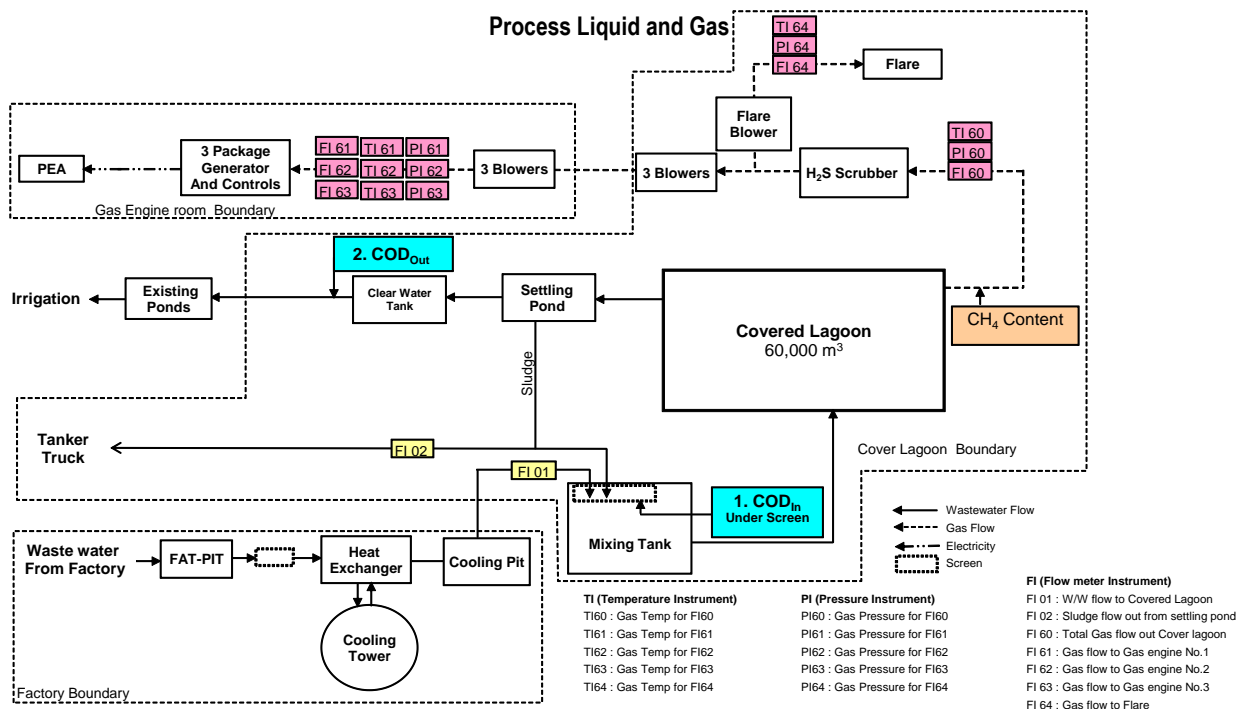 Process Liquid and Gas
TI 64
PI 64
FI 64
Flare
Flare
Blower
TI 60
PI 60
FI 60
H2S Scrubber
3 Blowers
3 Blowers
FI 61 TI 61 PI 61
FI 62 TI 62 PI 62
FI 63 TI 63 PI 63
3 Package
Generator
And Controls
PEA
Gas Engine room Boundary
2. CODOut
Irrigation
Existing
Ponds
Clear Water
Tank
Settling
Pond
Covered Lagoon
60,000 m3
CH4 Content
Sludge
Tanker
Truck
FI 02
FI 01
Cover Lagoon Boundary
1. CODIn
Under Screen
Mixing Tank
Waste water
From Factory
FAT-PIT
Heat
Exchanger
Cooling Pit
Cooling
Tower
Factory Boundary
Wastewater Flow
Gas Flow
Electricity
Screen
TI (Temperature Instrument)
TI60 : Gas Temp for FI60
TI61 : Gas Temp for FI61
TI62 : Gas Temp for FI62
TI63 : Gas Temp for FI63
TI64 : Gas Temp for FI64
PI (Pressure Instrument)
PI60 : Gas Pressure for FI60
PI61 : Gas Pressure for FI61
PI62 : Gas Pressure for FI62
PI63 : Gas Pressure for FI63
PI64 : Gas Pressure for FI64
FI (Flow meter Instrument)
FI 01 : W/W flow to Covered Lagoon
FI 02 : Sludge flow out from settling pond
FI 60 : Total Gas flow out Cover lagoon
FI 61 : Gas flow to Gas engine No.1
FI 62 : Gas flow to Gas engine No.2
FI 63 : Gas flow to Gas engine No.3
FI 64 : Gas flow to Flare